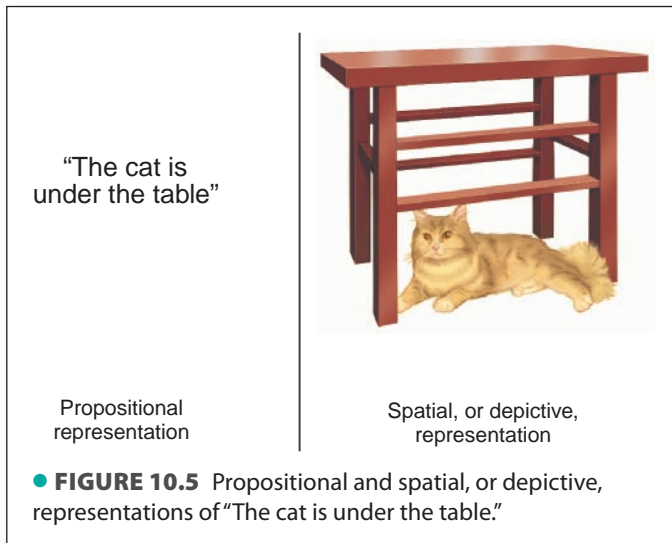 “The cat is
under the table”
Propositional
representation
Spatial, or depictive,
representation
● FIGURE 10.5 Propositional and spatial, or depictive,
representations of “The cat is under the table.”